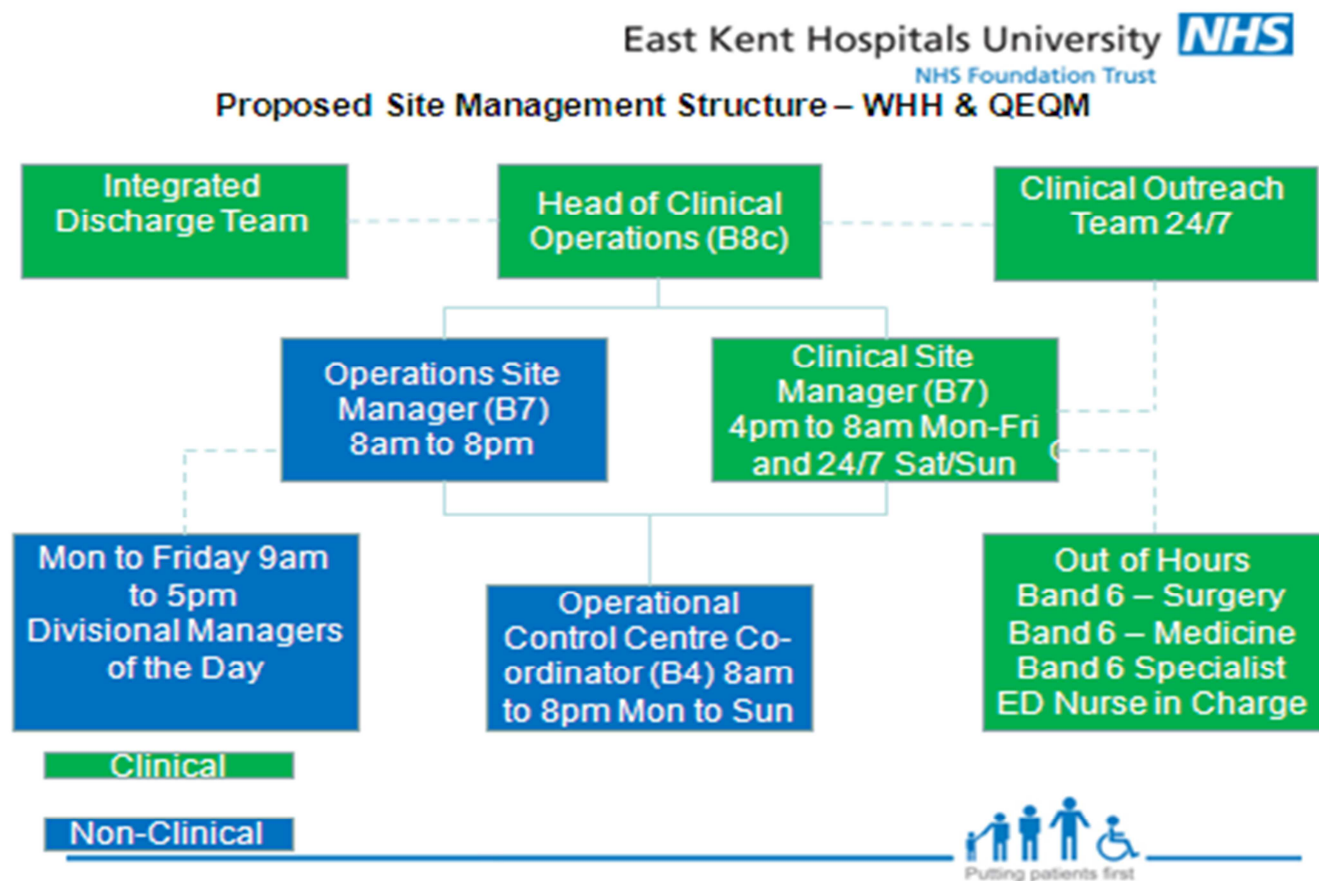 East Kent Hospitals University NHS
NHS Foundation Trust
Proposed Site Management Structure – WHH & QEQM
Integrated
Discharge Team
Head of Clinical
Operations (B8c)
Clinical Outreach
Team 24/7
Operations Site
Manager (B7)
8am to 8pm
Clinical Site
Manager (B7)
4pm to 8am Mon-Fri
and 24/7 Sat/Sun
Mon to Friday 9am
to 5pm
Divisional Managers
of the Day
Operational
Control Centre Co-
ordinator (B4) 8am
to 8pm Mon to Sun
Out of Hours
Band 6 – Surgery
Band 6 – Medicine
Band 6 Specialist
ED Nurse in Charge
Clinical
Non-Clinical
Putting patients first